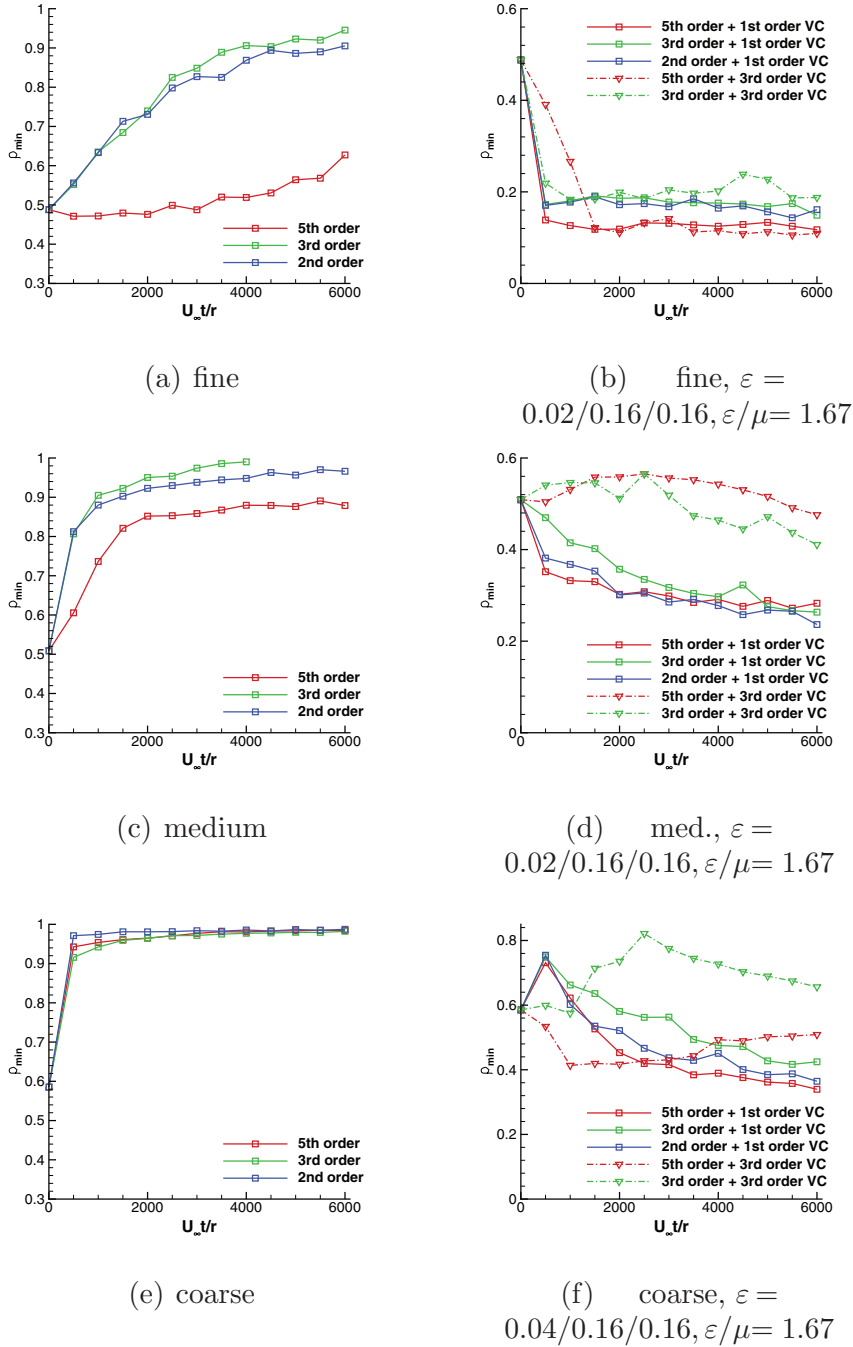 1
0.9
0.8
0.7
0.6
0.5
0.4
0.3
ρmin
0 2000 4000 6000
U∞t/r
5th order
3rd order
2nd order
(a) fine
0.6
0.4
0.2
0
ρmin
0 2000 4000 6000
U∞t/r
5th order + 1st order VC
3rd order + 1st order VC
2nd order + 1st order VC
5th order + 3rd order VC
3rd order + 3rd order VC
(b) fine, ε =
0.02/0.16/0.16, ε/μ= 1.67
1
0.9
0.8
0.7
0.6
0.5
0.4
0.3
ρmin
0 2000 4000 6000
U∞t/r
5th order
3rd order
2nd order
(c) medium
0.6
0.4
0.2
0
ρmin
0 2000 4000 6000
U∞t/r
5th order + 1st order VC
3rd order + 1st order VC
2nd order + 1st order VC
5th order + 3rd order VC
3rd order + 3rd order VC
(d) med., ε =
0.02/0.16/0.16, ε/μ= 1.67
1
0.9
0.8
0.7
0.6
0.5
0.4
0.3
ρmin
0 2000 4000 6000
U∞t/r
5th order
3rd order
2nd order
(e) coarse
0.8
0.6
0.4
0.2
0
ρmin
0 2000 4000 6000
U∞t/r
5th order + 1st order VC
3rd order + 1st order VC
2nd order + 1st order VC
5th order + 3rd order VC
3rd order + 3rd order VC
(f) coarse, ε =
0.04/0.16/0.16, ε/μ= 1.67